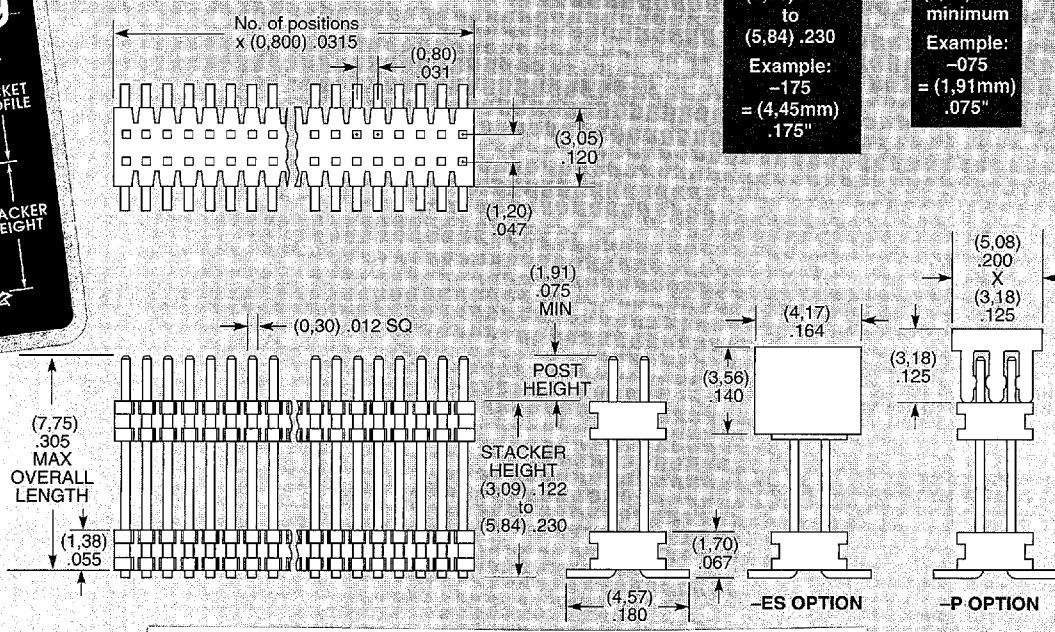 No. of positions
x (0,800) .0315
(0,80)
.031
(3,05)
.120
(1,20)
.047
to
(5,84) .230
Example:
–175
= (4,45mm)
.175"
minimum
Example:
–075
= (1,91mm)
.075"
(0,30) .012 SQ
(7,75)
.305
MAX
OVERALL
LENGTH
(1,38)
.055
(1,91)
.075
MIN
POST
HEIGHT
STACKER
HEIGHT
(3,09) .122
to
(5,84) .230
(1,70)
.067
(4,57)
.180
(4,17)
.164
(3,56)
.140
–ES OPTION
(5,08)
.200
X
(3,18)
.125
(3,18)
.125
–P OPTION